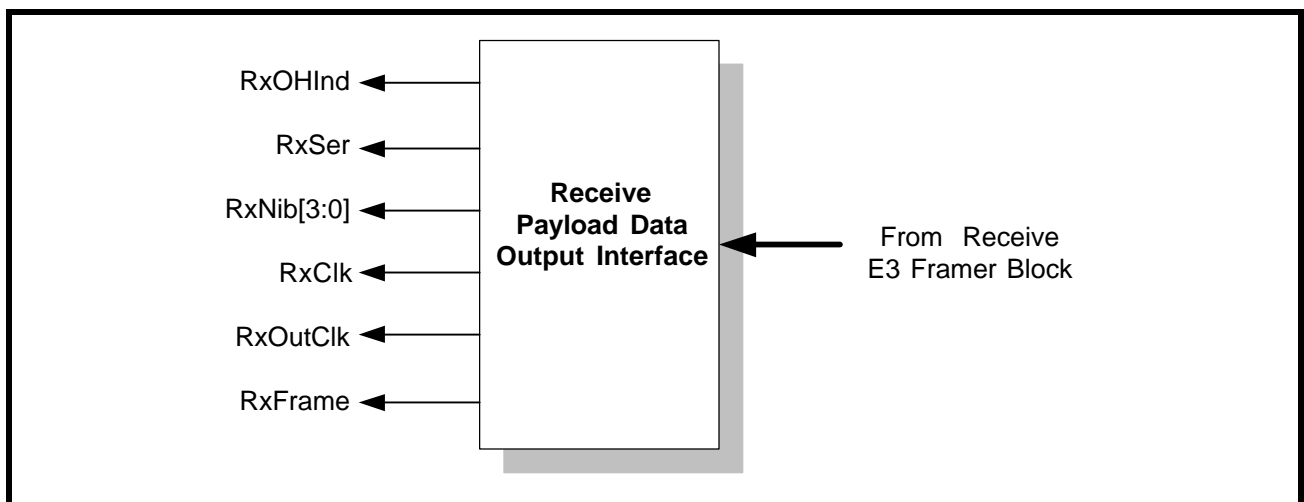 RxOHInd
RxSer
RxNib[3:0]
RxClk
RxOutClk
RxFrame
Receive
Payload Data
Output Interface
From Receive
E3 Framer Block